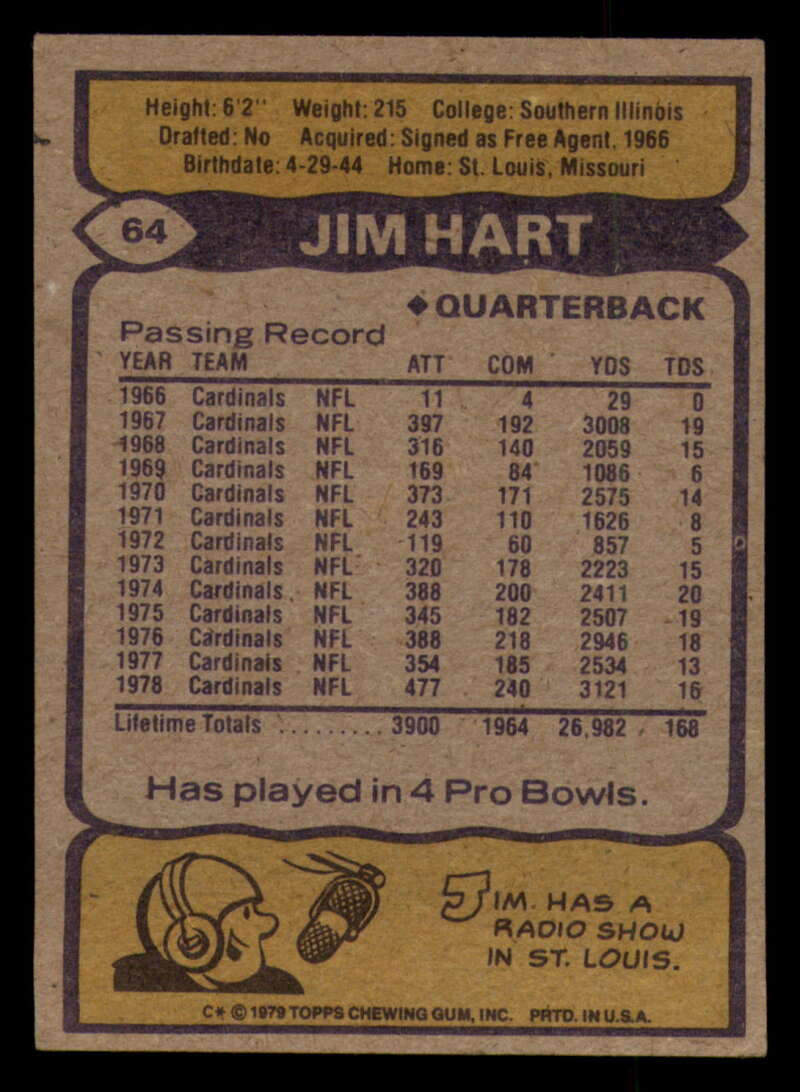 Height: 6'2" Weight: 215 College: Southern Illinois
Drafted: No Acquired: Signed as Free Agent, 1966
Birthdate: 4-29-44 Home: St. Louis, Missouri
64 JIM HART
◆ QUARTERBACK
Passing Record
YEAR TEAM ATT COM YDS TDS
1966 Cardinals NFL 11 4 29 0
1967 Cardinals NFL 397 192 3008 19
1968 Cardinals NFL 316 140 2059 15
1969 Cardinals NFL 169 84 1086 6
1970 Cardinals NFL 373 171 2575 14
1971 Cardinals NFL 243 110 1626 8
1972 Cardinals NFL 119 60 857 5
1973 Cardinals NFL 320 178 2223 15
1974 Cardinals NFL 388 200 2411 20
1975 Cardinals NFL 345 182 2507 19
1976 Cardinals NFL 388 218 2946 18
1977 Cardinals NFL 354 185 2534 13
1978 Cardinals NFL 477 240 3121 16
Lifetime Totals .......... 3900 1964 26,982 168
Has played in 4 Pro Bowls.
JIM HAS A
RADIO SHOW
IN ST. LOUIS.
C* © 1979 TOPPS CHEWING GUM, INC. PRTD. IN U.S.A.